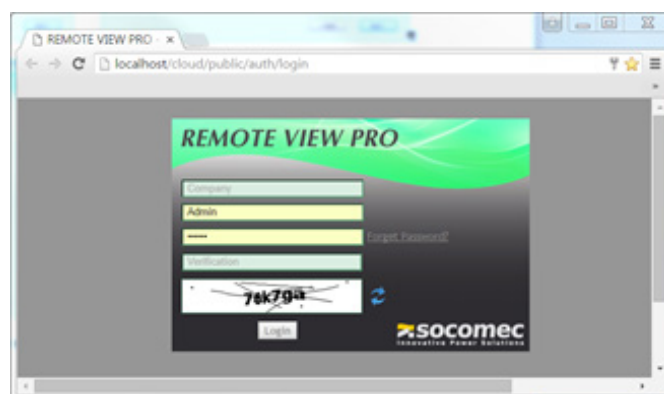 REMOTE VIEW PRO - ×
localhost/cloud/public/auth/login
REMOTE VIEW PRO
Company
Admin
Forget Password?
Verification
7sk7ga
Login
socomec
Innovative Power Solutions